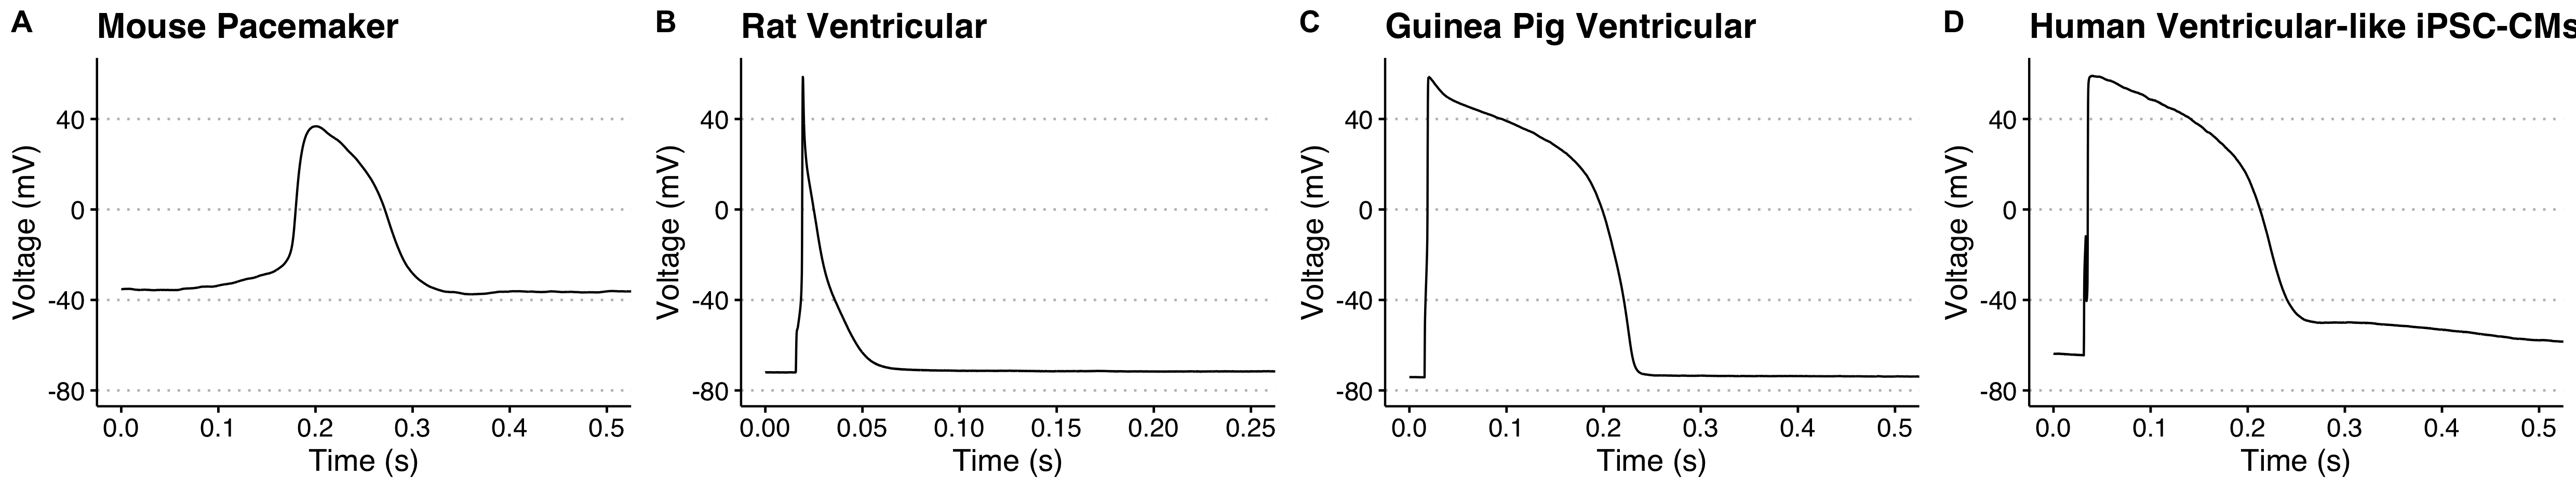 A Mouse Pacemaker
40
0
-40
-80
Voltage (mV)
0.0 0.1 0.2 0.3 0.4 0.5
Time (s)
B Rat Ventricular
40
0
-40
-80
Voltage (mV)
0.00 0.05 0.10 0.15 0.20 0.25
Time (s)
C Guinea Pig Ventricular
40
0
-40
-80
Voltage (mV)
0.0 0.1 0.2 0.3 0.4 0.5
Time (s)
D Human Ventricular-like iPSC-CMs
40
0
-40
-80
Voltage (mV)
0.0 0.1 0.2 0.3 0.4 0.5
Time (s)